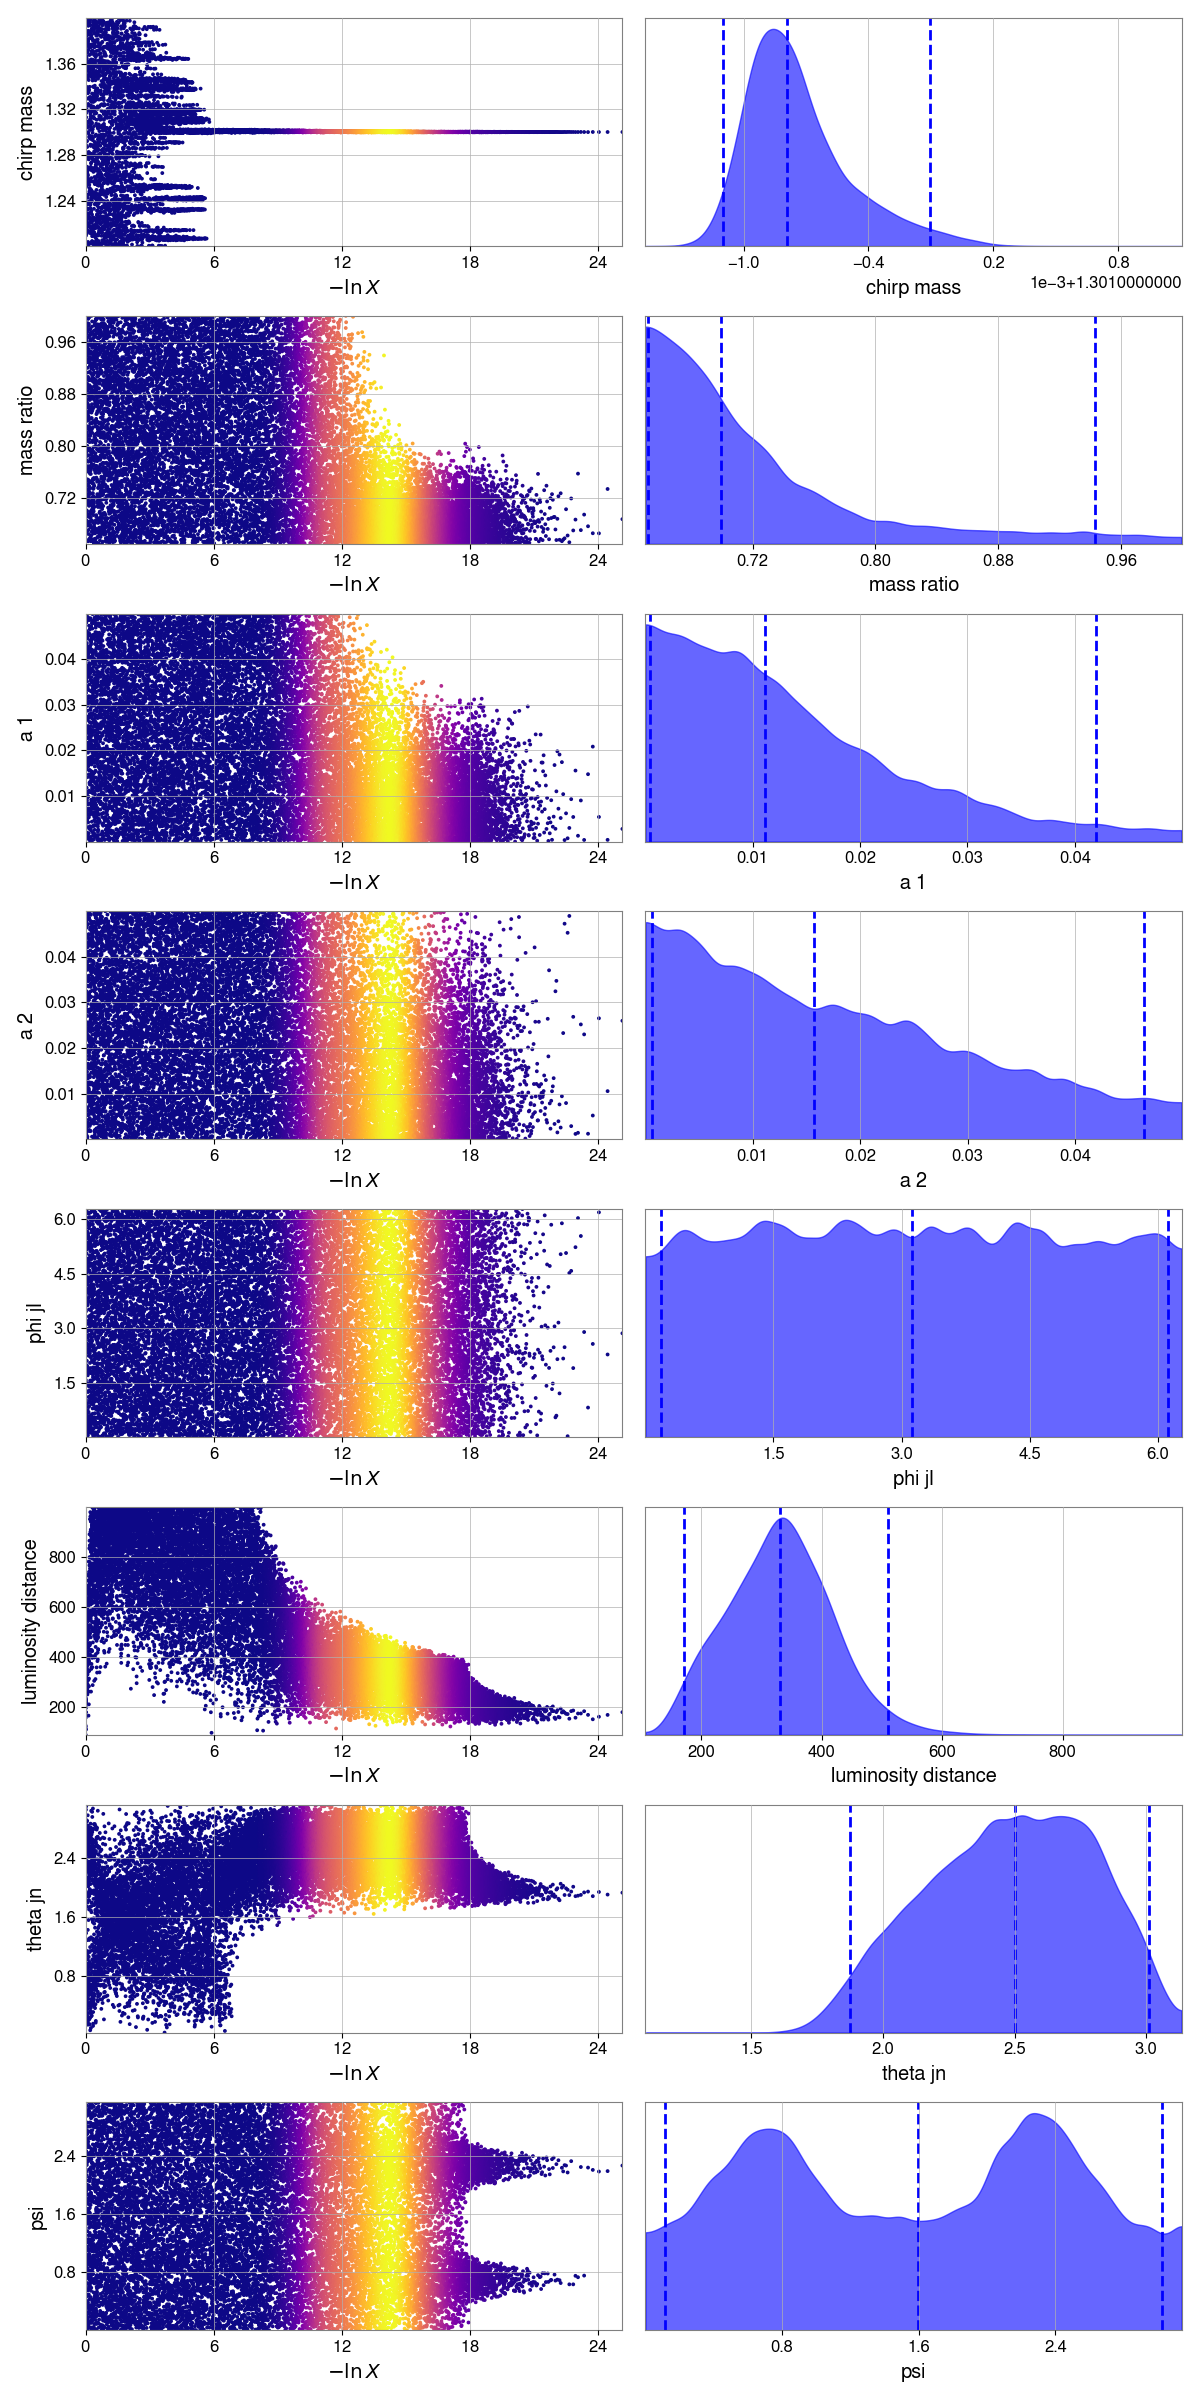 1.36
1.32
1.28
1.24
chirp mass
0 6 12 18 24
−ln X
−1.0 −0.4 0.2 0.8
1e−3+1.3010000000
chirp mass
0.96
0.88
0.80
0.72
mass ratio
0 6 12 18 24
−ln X
0.72 0.80 0.88 0.96
mass ratio
0.04
0.03
0.02
0.01
a 1
0 6 12 18 24
−ln X
0.01 0.02 0.03 0.04
a 1
0.04
0.03
0.02
0.01
a 2
0 6 12 18 24
−ln X
0.01 0.02 0.03 0.04
a 2
6.0
4.5
3.0
1.5
phi jl
0 6 12 18 24
−ln X
1.5 3.0 4.5 6.0
phi jl
800
600
400
200
luminosity distance
0 6 12 18 24
−ln X
200 400 600 800
luminosity distance
2.4
1.6
0.8
theta jn
0 6 12 18 24
−ln X
1.5 2.0 2.5 3.0
theta jn
2.4
1.6
0.8
psi
0 6 12 18 24
−ln X
0.8 1.6 2.4
psi